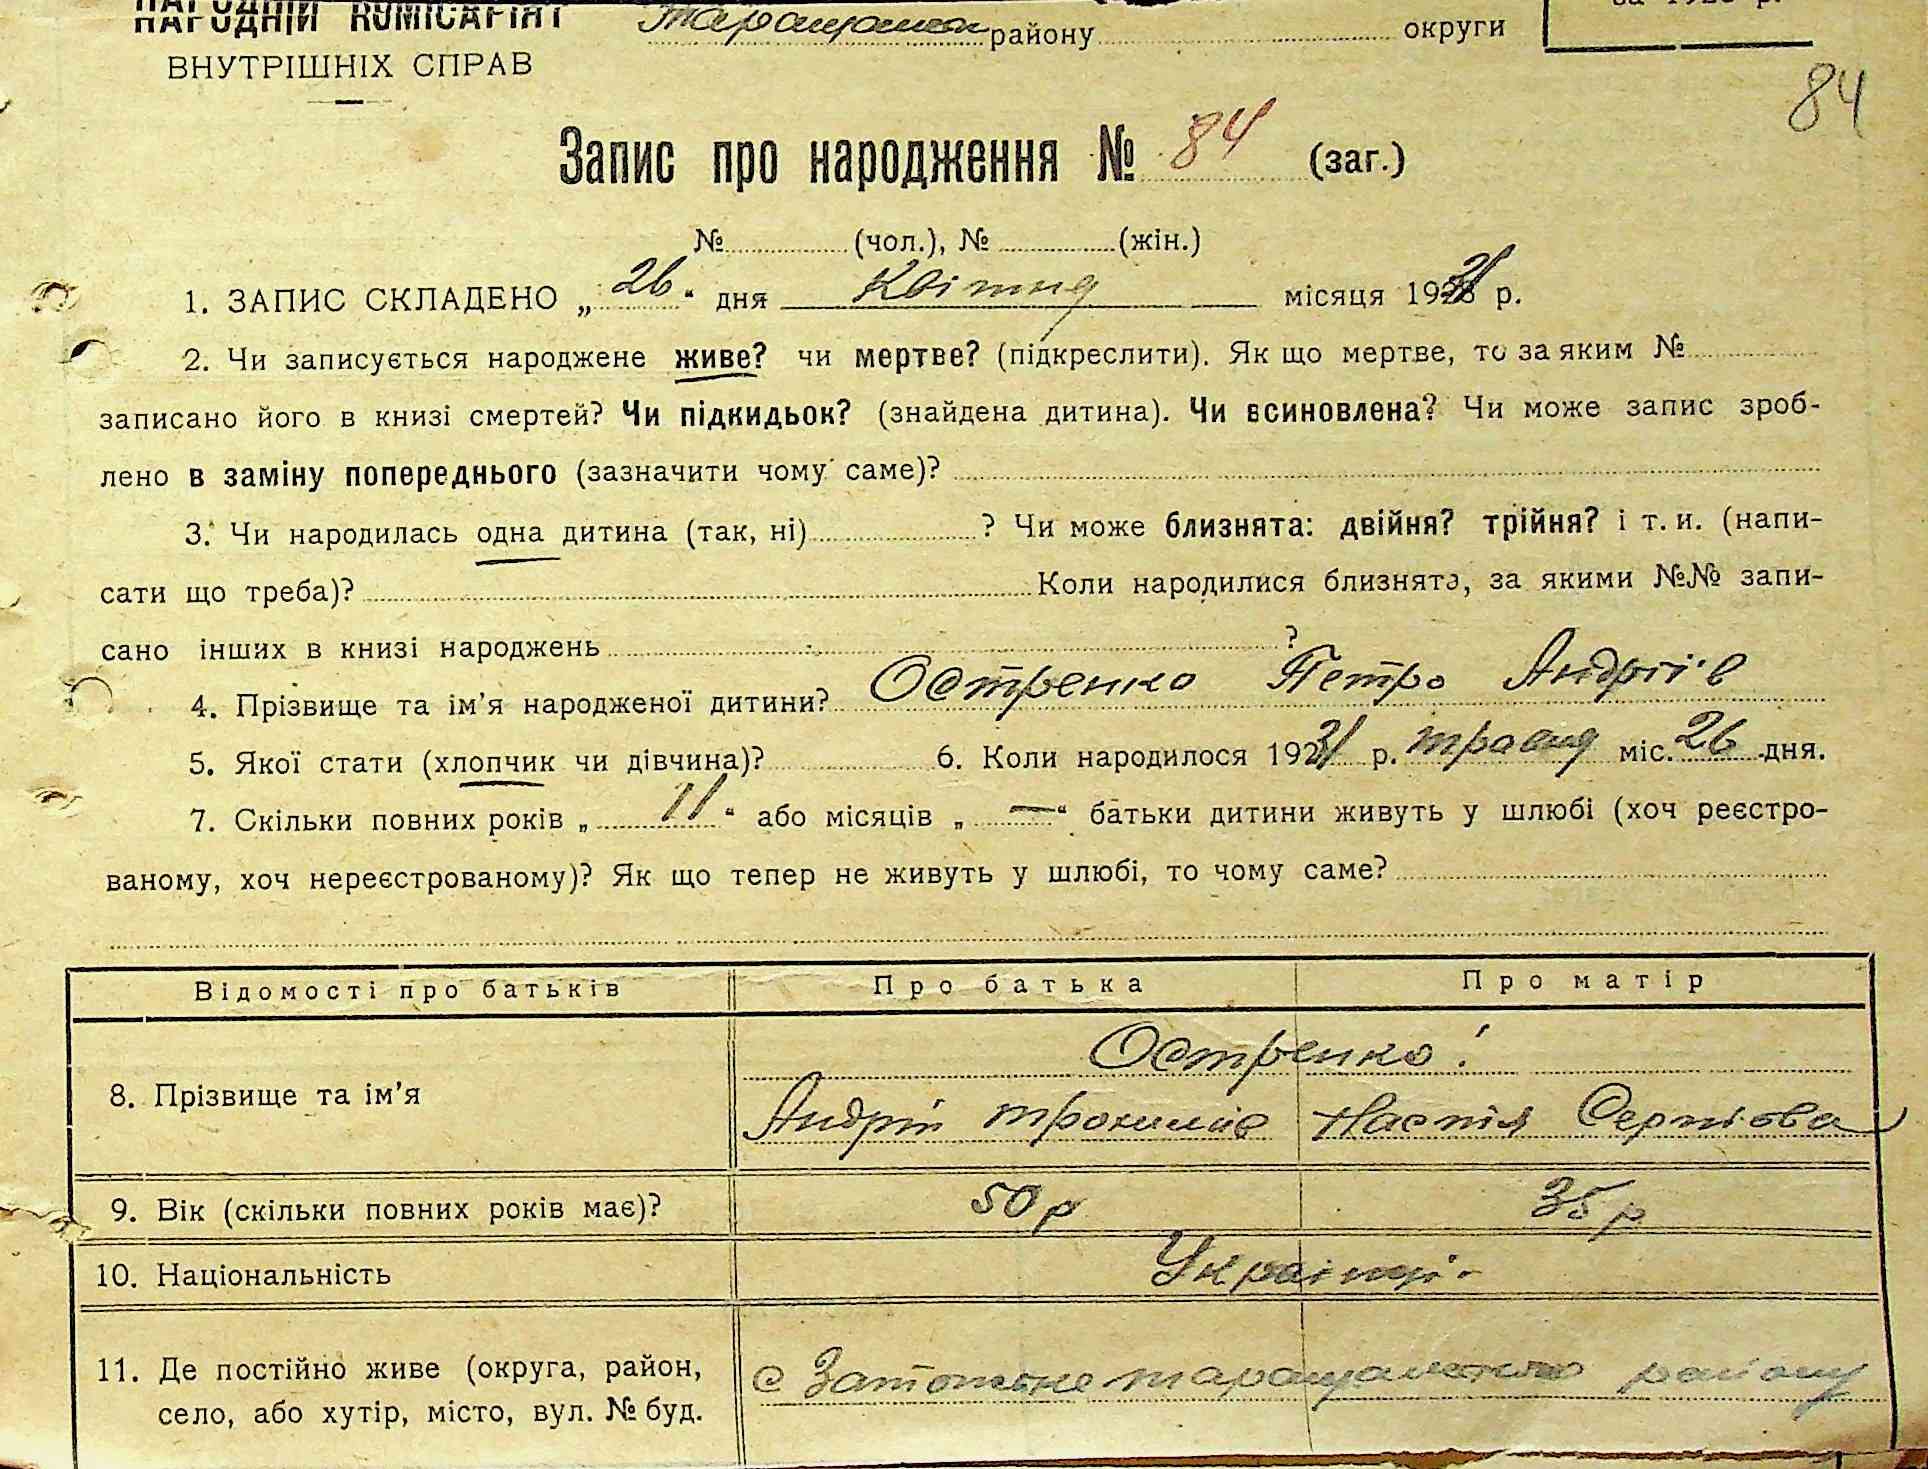 НАРОДНІЙ КОМІСАРІЯТ
ВНУТРІШНІХ СПРАВ
району округи
за 192 р.
84
Запис про народження № 84 (заг.)
№ (чол.), № (жін.)
1. ЗАПИС СКЛАДЕНО „ 26 “ дня Квітня місяця 1931 р.
2. Чи записується народжене живе? чи мертве? (підкреслити). Як що мертве, то за яким №
записано його в книзі смертей? Чи підкидьок? (знайдена дитина). Чи всиновлена? Чи може запис зроб-
лено в заміну попереднього (зазначити чому саме)?
3. Чи народилась одна дитина (так, ні) ? Чи може близнята: двійня? трійня? і т. и. (напи-
сати що треба)? Коли народилися близнята, за якими №№ запи-
сано інших в книзі народжень ?
4. Прізвище та ім’я народженої дитини? Остренко Петро Андріїв
5. Якої стати (хлопчик чи дівчина)? 6. Коли народилося 1931 р. травня міс. 26 дня.
7. Скільки повних років „ 11 “ або місяців „ — “ батьки дитини живуть у шлюбі (хоч реєстро-
ваному, хоч нереєстрованому)? Як що тепер не живуть у шлюбі, то чому саме?
Відомості про батьків Про батька Про матір
8. Прізвище та ім’я
Остренко
Андрій Трохимів Настія Сергієва
9. Вік (скільки повних років має)? 50 р 35 р
10. Національність Українці
11. Де постійно живе (округа, район, с району
село, або хутір, місто, вул. № буд.